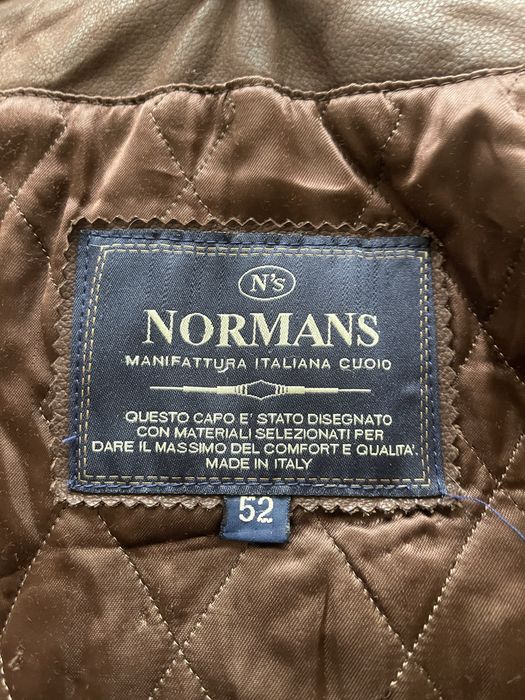 N's
NORMANS
MANIFATTURA ITALIANA CUOIO
QUESTO CAPO E' STATO DISEGNATO
CON MATERIALI SELEZIONATI PER
DARE IL MASSIMO DEL COMFORT E QUALITA'.
MADE IN ITALY
52